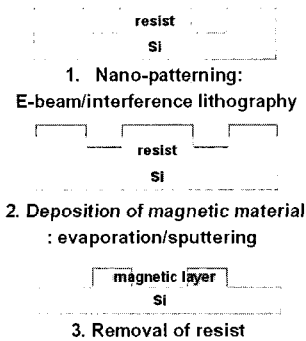 resist
Si
1. Nano-patterning:
E-beam/interference lithography
resist
Si
2. Deposition of magnetic material
: evaporation/sputtering
magnetic layer
Si
3. Removal of resist